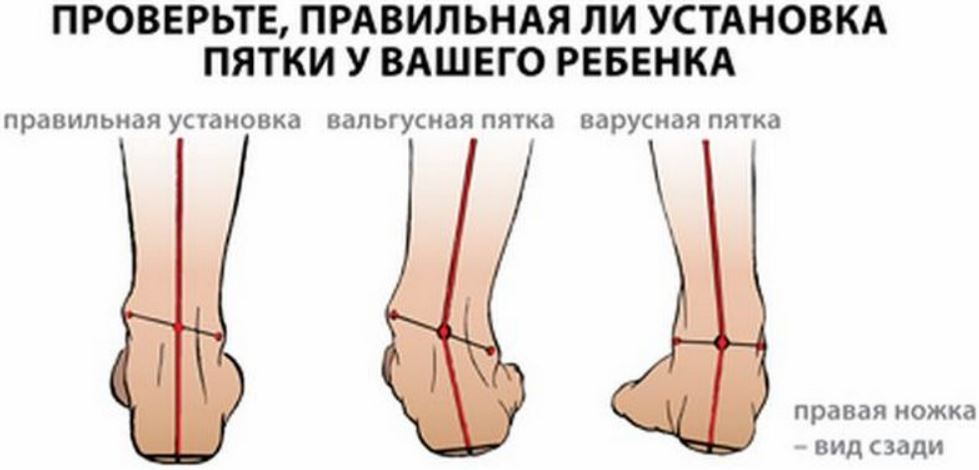 ПРОВЕРЬТЕ, ПРАВИЛЬНАЯ ЛИ УСТАНОВКА
ПЯТКИ У ВАШЕГО РЕБЕНКА
правильная установка
вальгусная пятка
варусная пятка
правая ножка
– вид сзади